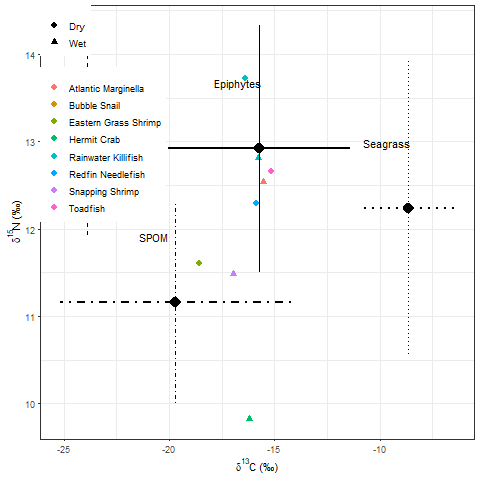 Dry
Wet
Atlantic Marginella
Bubble Snail
Eastern Grass Shrimp
Hermit Crab
Rainwater Killifish
Redfin Needlefish
Snapping Shrimp
Toadfish
Epiphytes
Seagrass
SPOM
14
13
12
11
10
δ15N (‰)
-25 -20 -15 -10
δ13C (‰)